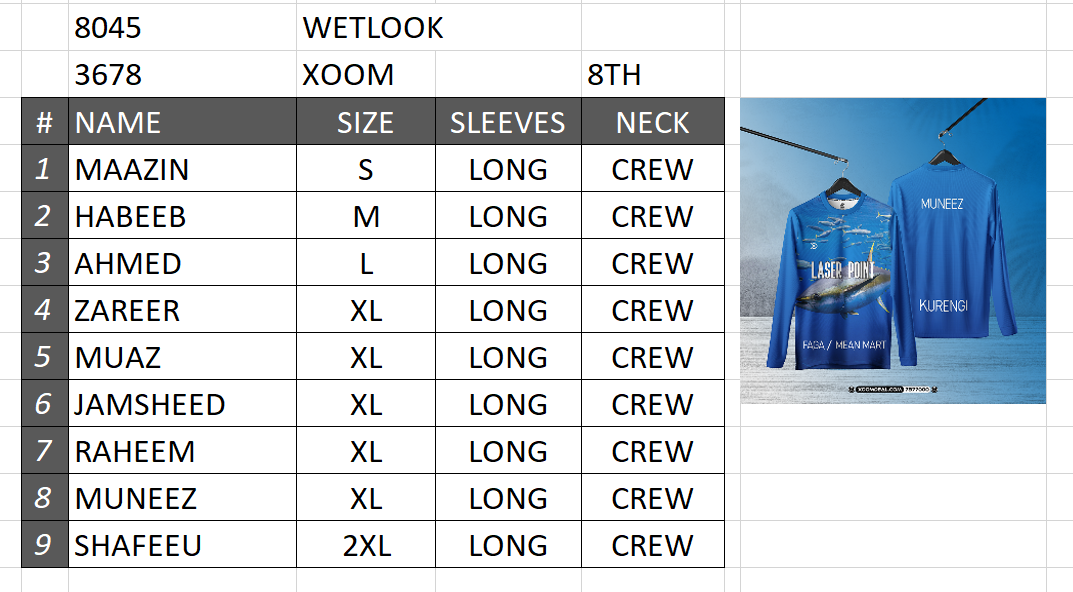 8045 WETLOOK
3678 XOOM 8TH
# NAME SIZE SLEEVES NECK
1 MAAZIN S LONG CREW
2 HABEEB M LONG CREW
3 AHMED L LONG CREW
4 ZAREER XL LONG CREW
5 MUAZ XL LONG CREW
6 JAMSHEED XL LONG CREW
7 RAHEEM XL LONG CREW
8 MUNEEZ XL LONG CREW
9 SHAFEEU 2XL LONG CREW
MUNEEZ
LASER POINT
KURENGI
FAGA / MEAN MART
7977000